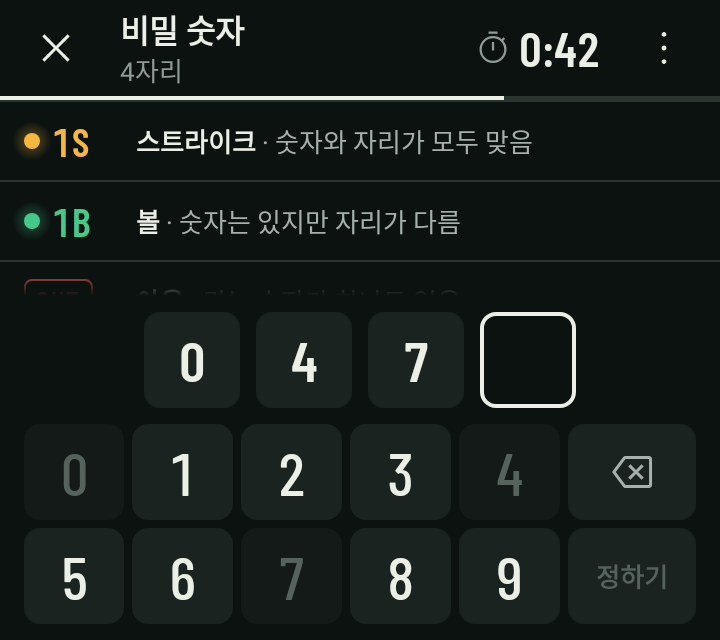 비밀 숫자
4자리
0:42
1S 스트라이크 · 숫자와 자리가 모두 맞음
1B 볼 · 숫자는 있지만 자리가 다름
0 4 7
0 1 2 3 4
5 6 7 8 9 정하기